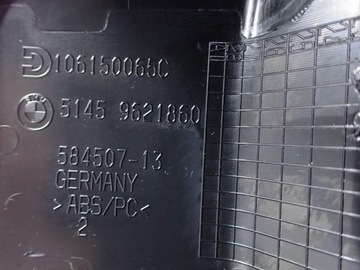 106150065C
5145 9621860
584507-13
GERMANY
>ABS/PC<
2